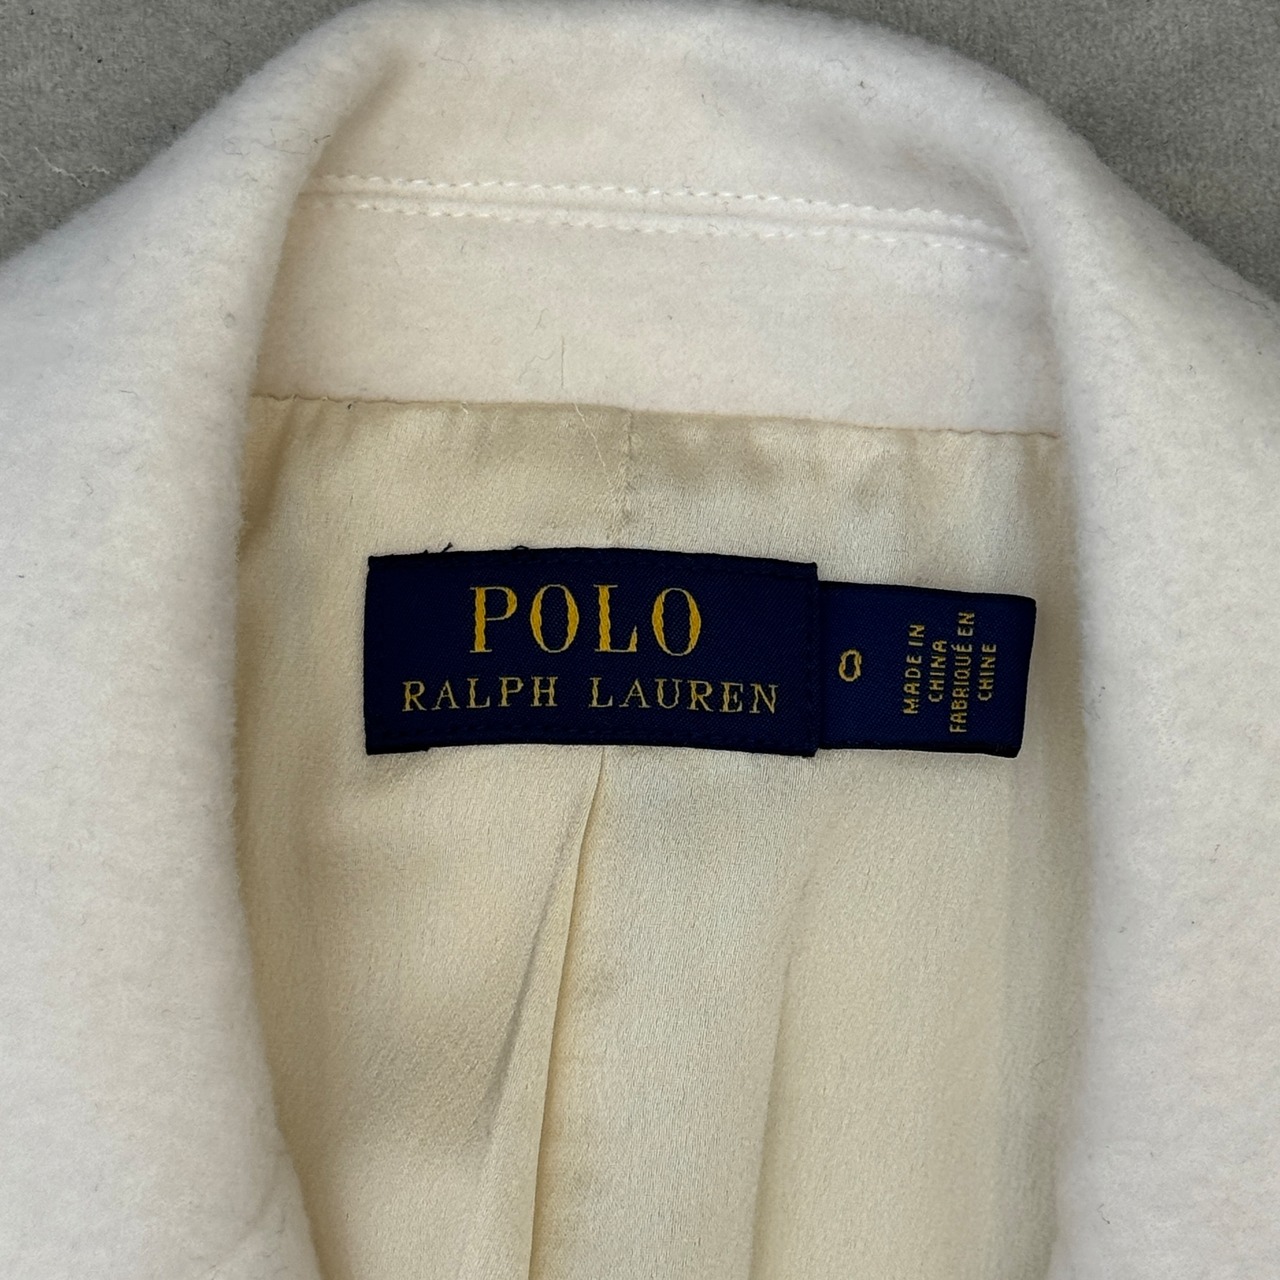 POLO
RALPH LAUREN
0
MADE IN
CHINA
FABRIQUÉ EN
CHINE